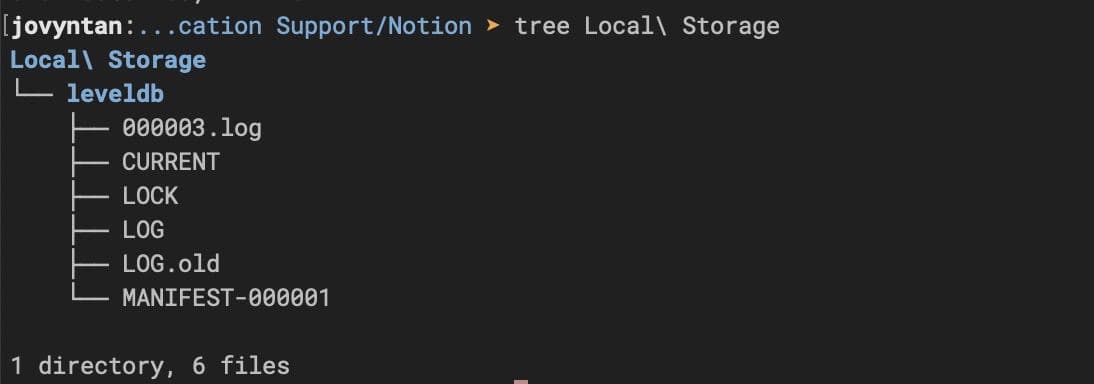 [jovyntan:...cation Support/Notion ➤ tree Local\ Storage
Local\ Storage
└── leveldb
    ├── 000003.log
    ├── CURRENT
    ├── LOCK
    ├── LOG
    ├── LOG.old
    └── MANIFEST-000001
1 directory, 6 files